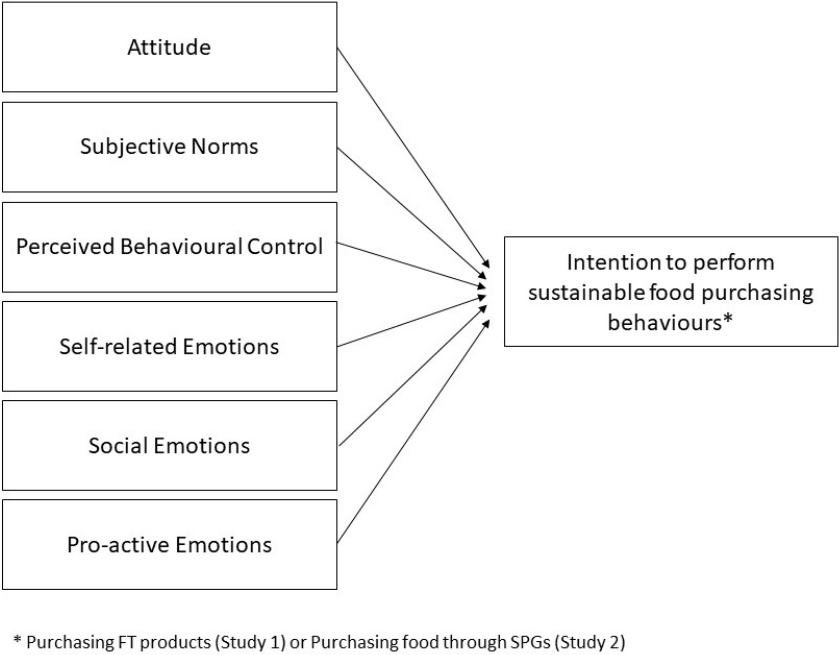 Attitude
Subjective Norms
Perceived Behavioural Control
Self-related Emotions
Social Emotions
Pro-active Emotions
Intention to perform
sustainable food purchasing
behaviours*
* Purchasing FT products (Study 1) or Purchasing food through SPGs (Study 2)